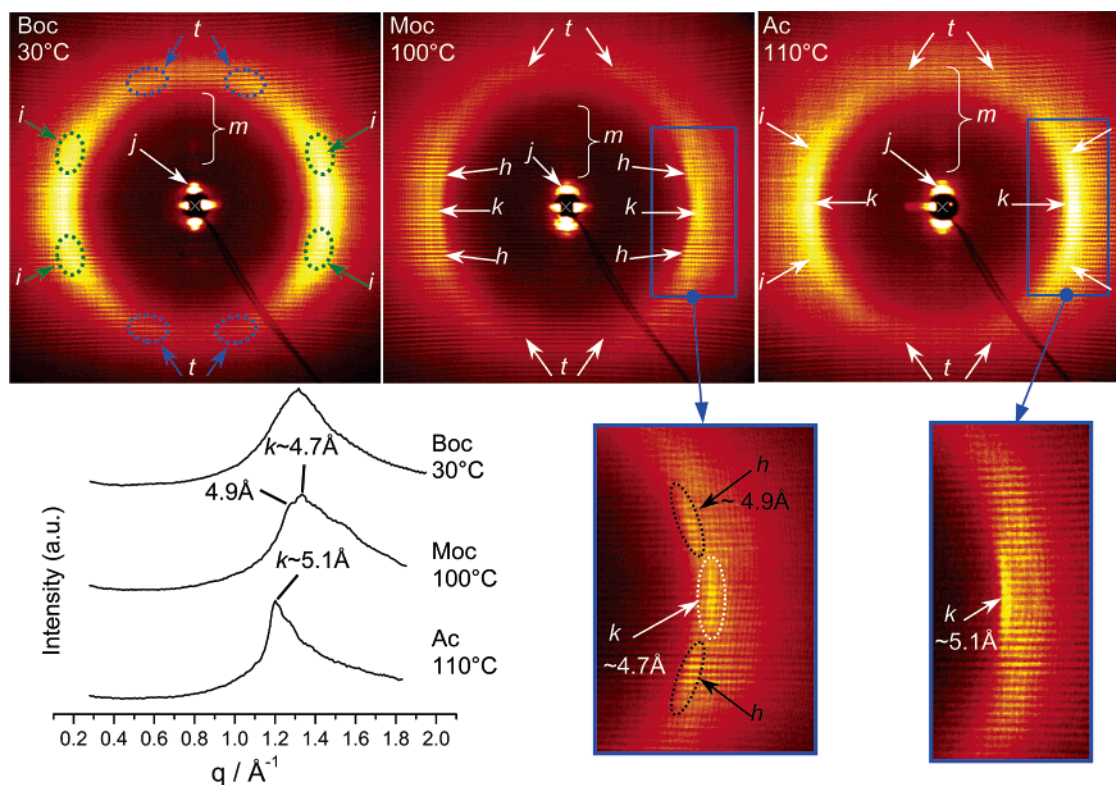 Boc
30°C
t
i
i
j
m
i
i
t
Moc
100°C
t
j
m
h
h
k
k
h
h
t
Ac
110°C
t
m
j
i
i
k
k
i
i
t
k~4.7Å
4.9Å
k~5.1Å
Boc
30°C
Moc
100°C
Ac
110°C
Intensity (a.u.)
0.2 0.4 0.6 0.8 1.0 1.2 1.4 1.6 1.8 2.0
q / Å-1
h
~ 4.9Å
k
~4.7Å
h
k
~5.1Å